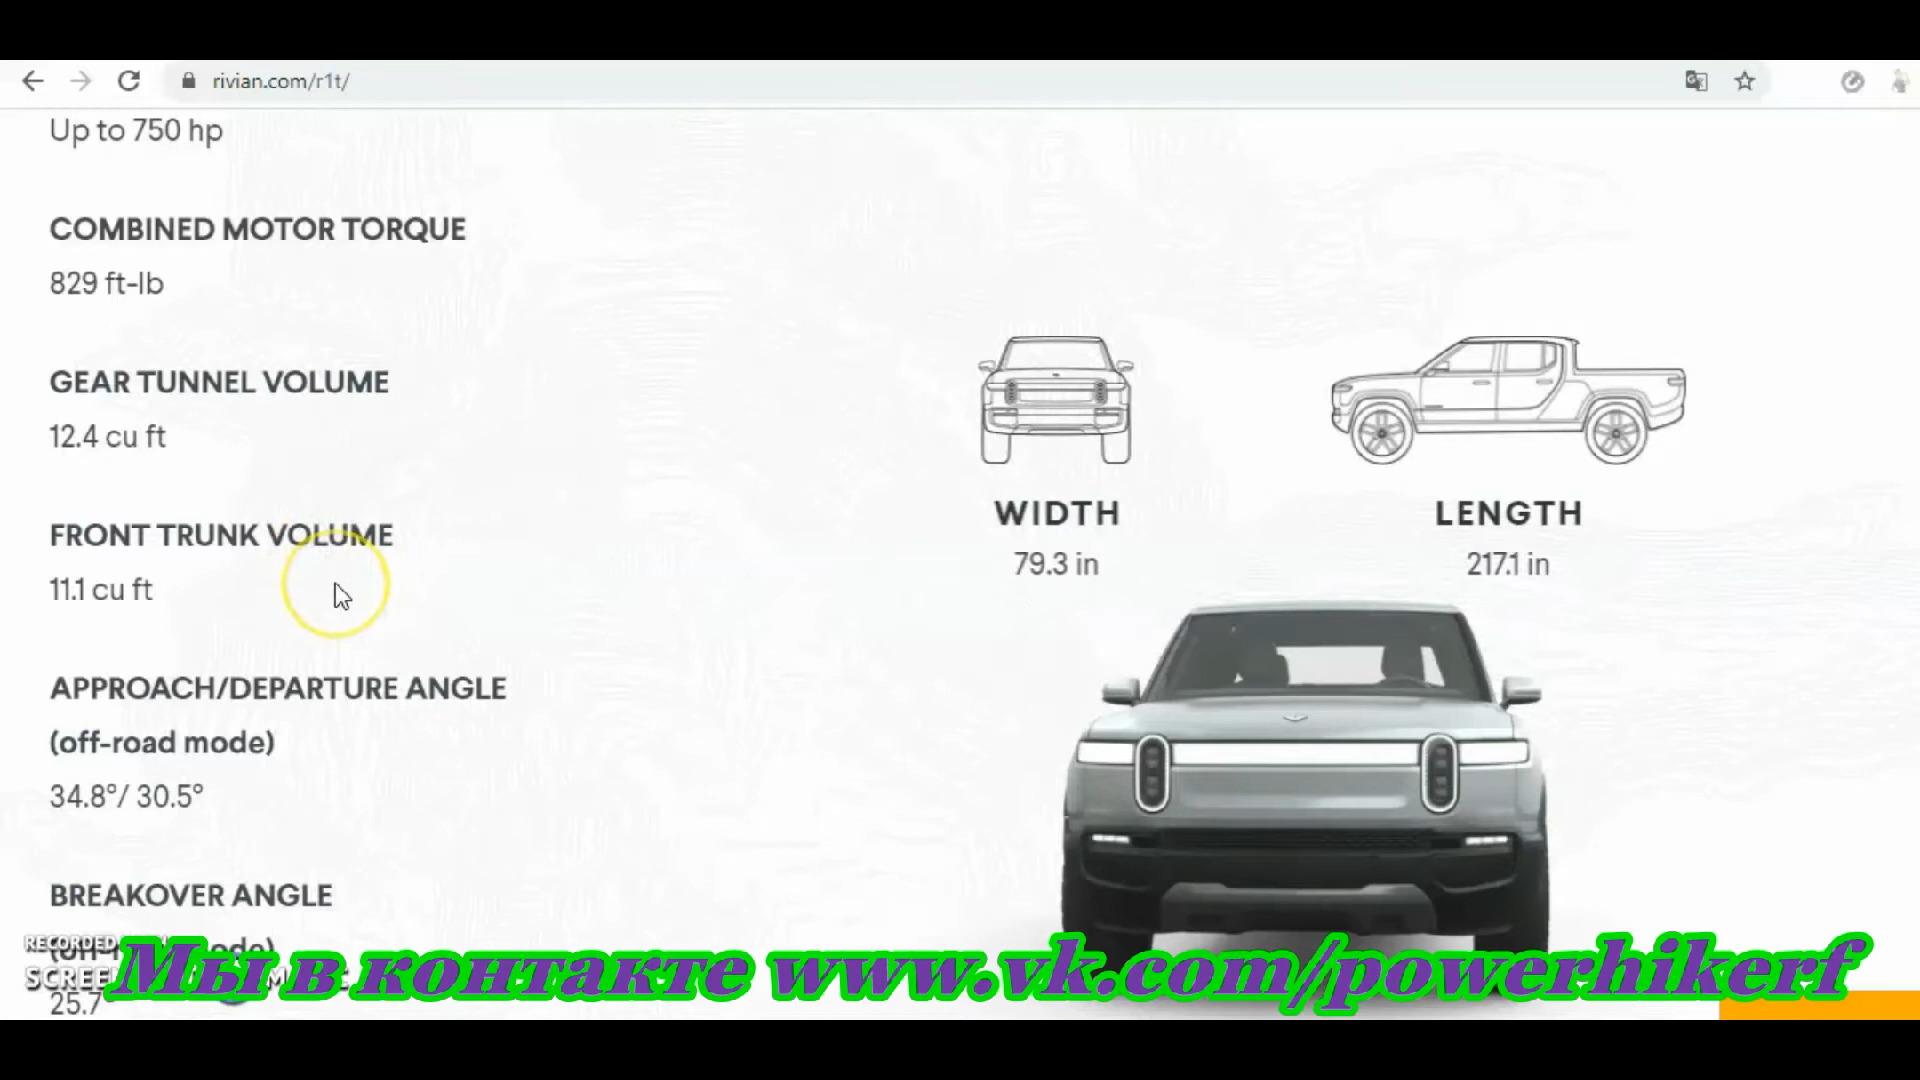 rivian.com/r1t/
Up to 750 hp
COMBINED MOTOR TORQUE
829 ft-lb
GEAR TUNNEL VOLUME
12.4 cu ft
FRONT TRUNK VOLUME
11.1 cu ft
APPROACH/DEPARTURE ANGLE
(off-road mode)
34.8°/ 30.5°
BREAKOVER ANGLE
25.7
WIDTH
79.3 in
LENGTH
217.1 in
RECORDED
Мы в контакте www.vk.com/powerhikerf